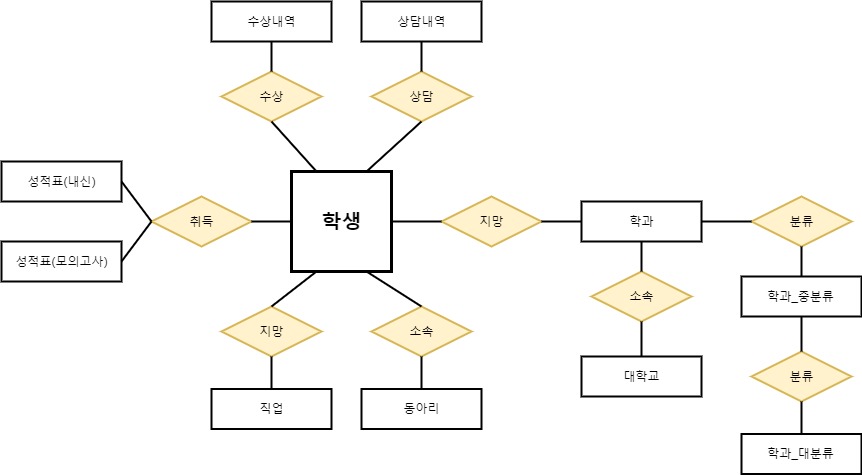 수상내역
상담내역
수상
상담
성적표(내신)
성적표(모의고사)
취득
학생
지망
학과
분류
소속
학과_중분류
지망
소속
대학교
분류
직업
동아리
학과_대분류